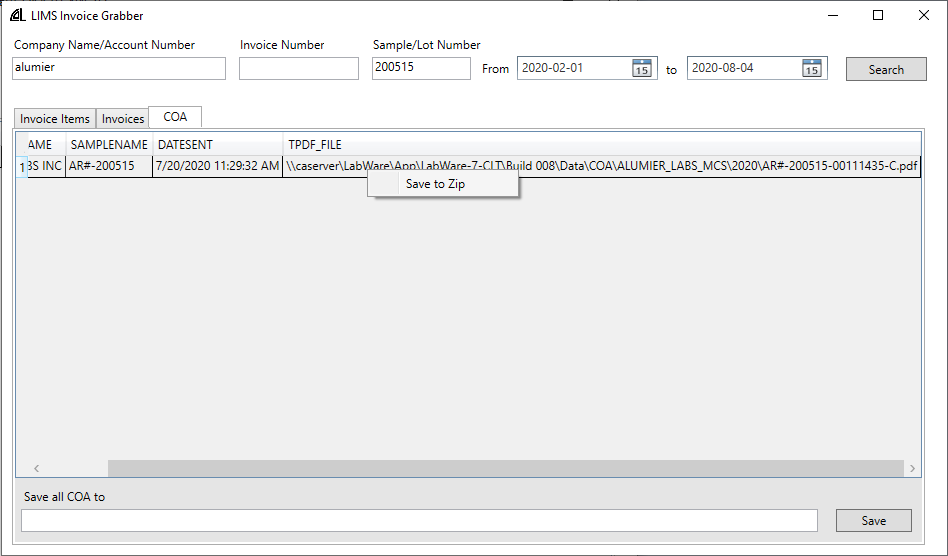 LIMS Invoice Grabber
Company Name/Account Number
Invoice Number
Sample/Lot Number
alumier
200515
From
2020-02-01
15
to
2020-08-04
15
Search
Invoice Items
Invoices
COA
AME
SAMPLENAME
DATESENT
TPDF_FILE
1
BS INC
AR#-200515
7/20/2020 11:29:32 AM
\\caserver\LabWare\App\LabWare-7-CLT\Build 008\Data\COA\ALUMIER_LABS_MCS\2020\AR#-200515-00111435-C.pdf
Save to Zip
Save all COA to
Save